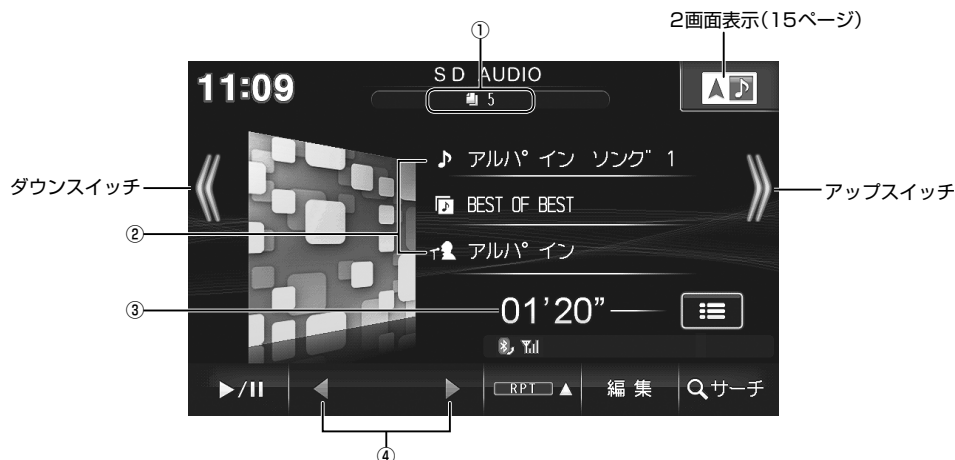 2画面表示(15ページ)
①
11:09
SD AUDIO
5
アルパイン ソング 1
ダウンスイッチ
アップスイッチ
BEST OF BEST
②
アルパイン
③
01'20”
▶/II
RPT ▲
編集
サーチ
④